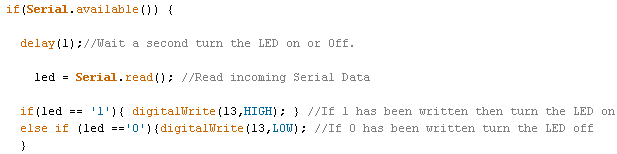 if(Serial.available()) {
delay(1);//Wait a second turn the LED on or Off.
led = Serial.read(); //Read incoming Serial Data
if(led == '1'){ digitalWrite(13,HIGH); } //If 1 has been written then turn the LED on
else if (led =='0'){digitalWrite(13,LOW); //If 0 has been written turn the LED off
}